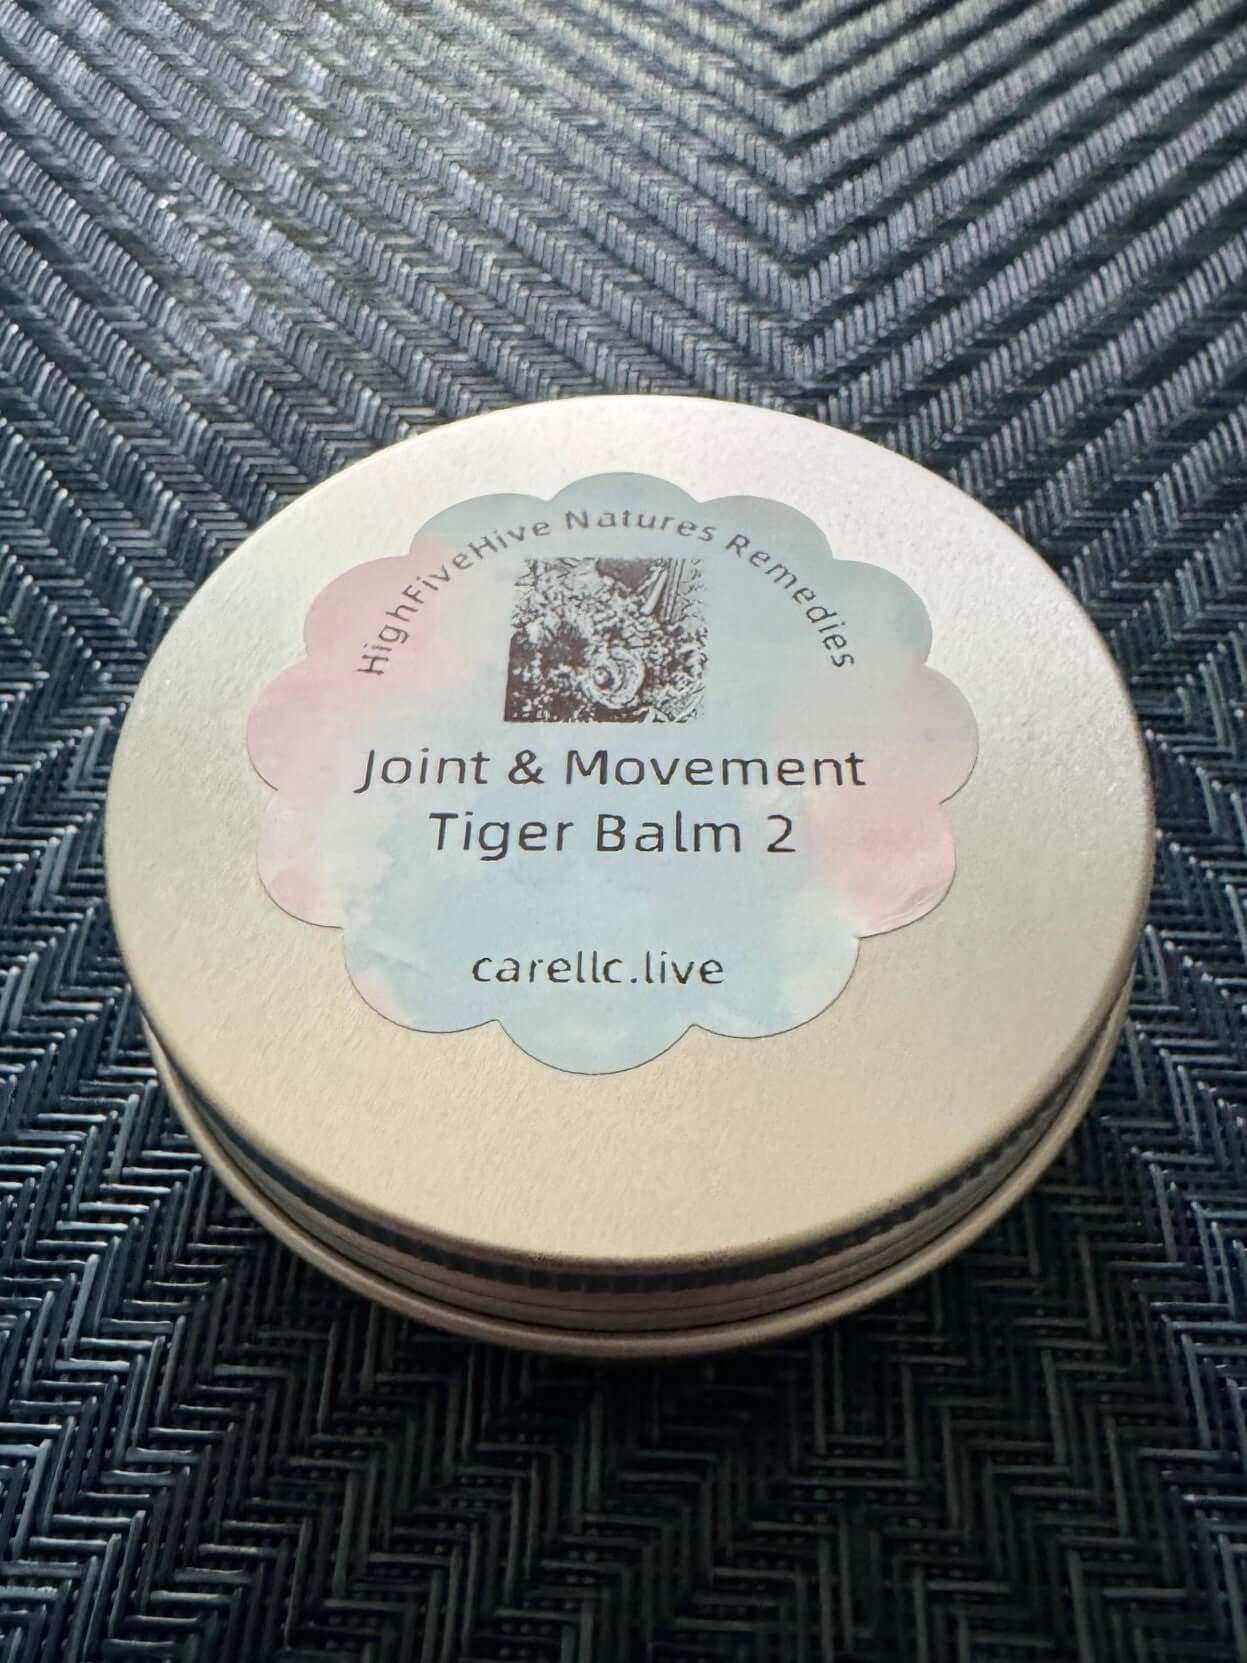 HighFiveHive Natures Remedies
Joint & Movement
Tiger Balm 2
carellc.live